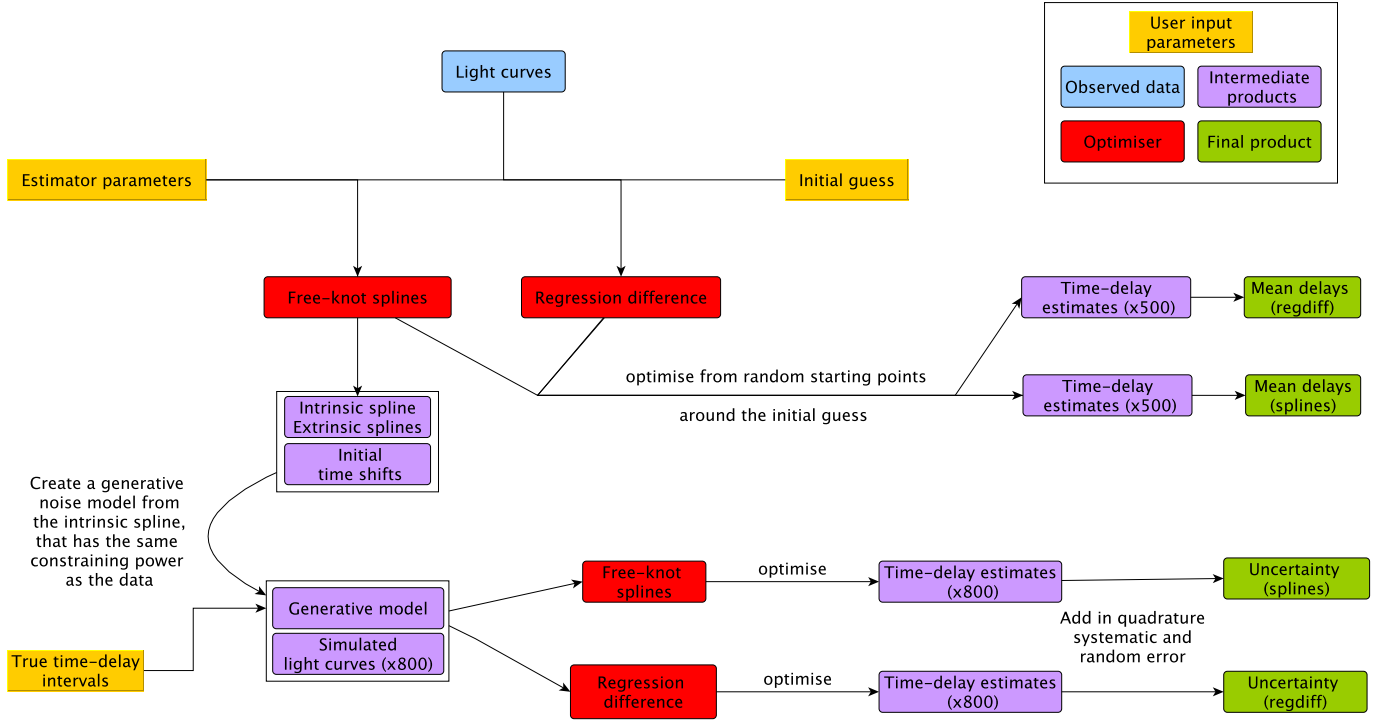 User input
parameters
Light curves
Observed data
Intermediate
products
Optimiser
Final product
Estimator parameters
Initial guess
Free-knot splines
Regression difference
Time-delay
estimates (x500)
Mean delays
(regdiff)
optimise from random starting points
around the initial guess
Time-delay
estimates (x500)
Mean delays
(splines)
Intrinsic spline
Extrinsic splines
Initial
time shifts
Create a generative
noise model from
the intrinsic spline,
that has the same
constraining power
as the data
Free-knot
splines
optimise
Time-delay estimates
(x800)
Uncertainty
(splines)
Generative model
Simulated
light curves (x800)
Add in quadrature
systematic and
random error
True time-delay
intervals
Regression
difference
optimise
Time-delay estimates
(x800)
Uncertainty
(regdiff)